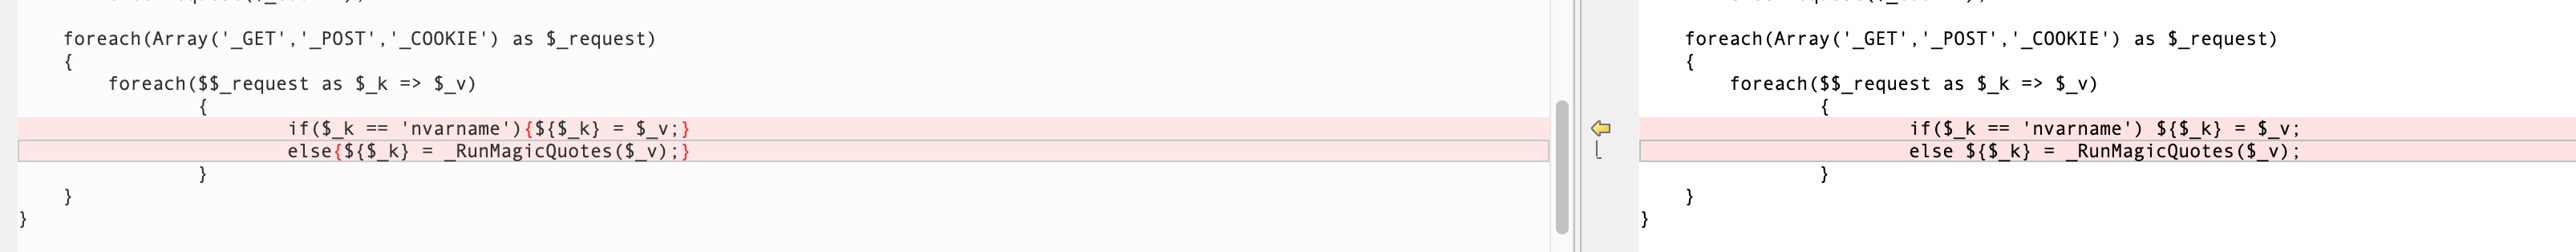 foreach(Array('_GET','_POST','_COOKIE') as $_request)
{
foreach($$_request as $_k => $_v)
{
if($_k == 'nvarname'){${$_k} = $_v;}
else{${$_k} = _RunMagicQuotes($_v);}
}
}
}
foreach(Array('_GET','_POST','_COOKIE') as $_request)
{
foreach($$_request as $_k => $_v)
{
if($_k == 'nvarname') ${$_k} = $_v;
else ${$_k} = _RunMagicQuotes($_v);
}
}
}